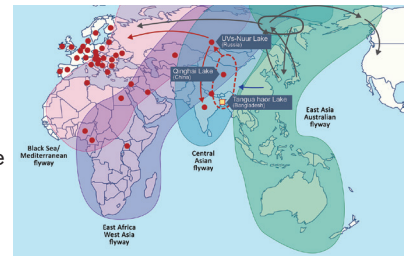 UVs-Nuur Lake
(Russia)
Qinghai Lake
(China)
Tangua haor Lake
(Bangladesh)
e
East Asia
Australian
flyway
Black Sea/
Mediterranean
flyway
Central
Asian
flyway
East Africa
West Asia
flyway